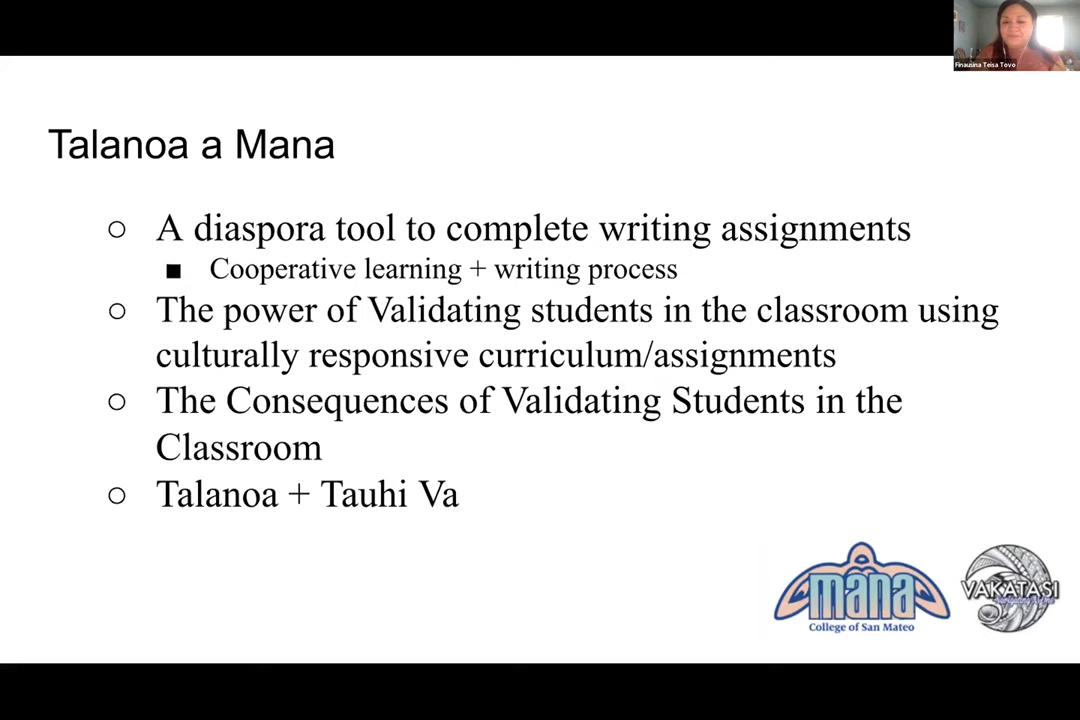 Finausina Teisa Tovo
Talanoa a Mana
○ A diaspora tool to complete writing assignments
■ Cooperative learning + writing process
○ The power of Validating students in the classroom using
culturally responsive curriculum/assignments
○ The Consequences of Validating Students in the
Classroom
○ Talanoa + Tauhi Va
mana
College of San Mateo
VAKATASI